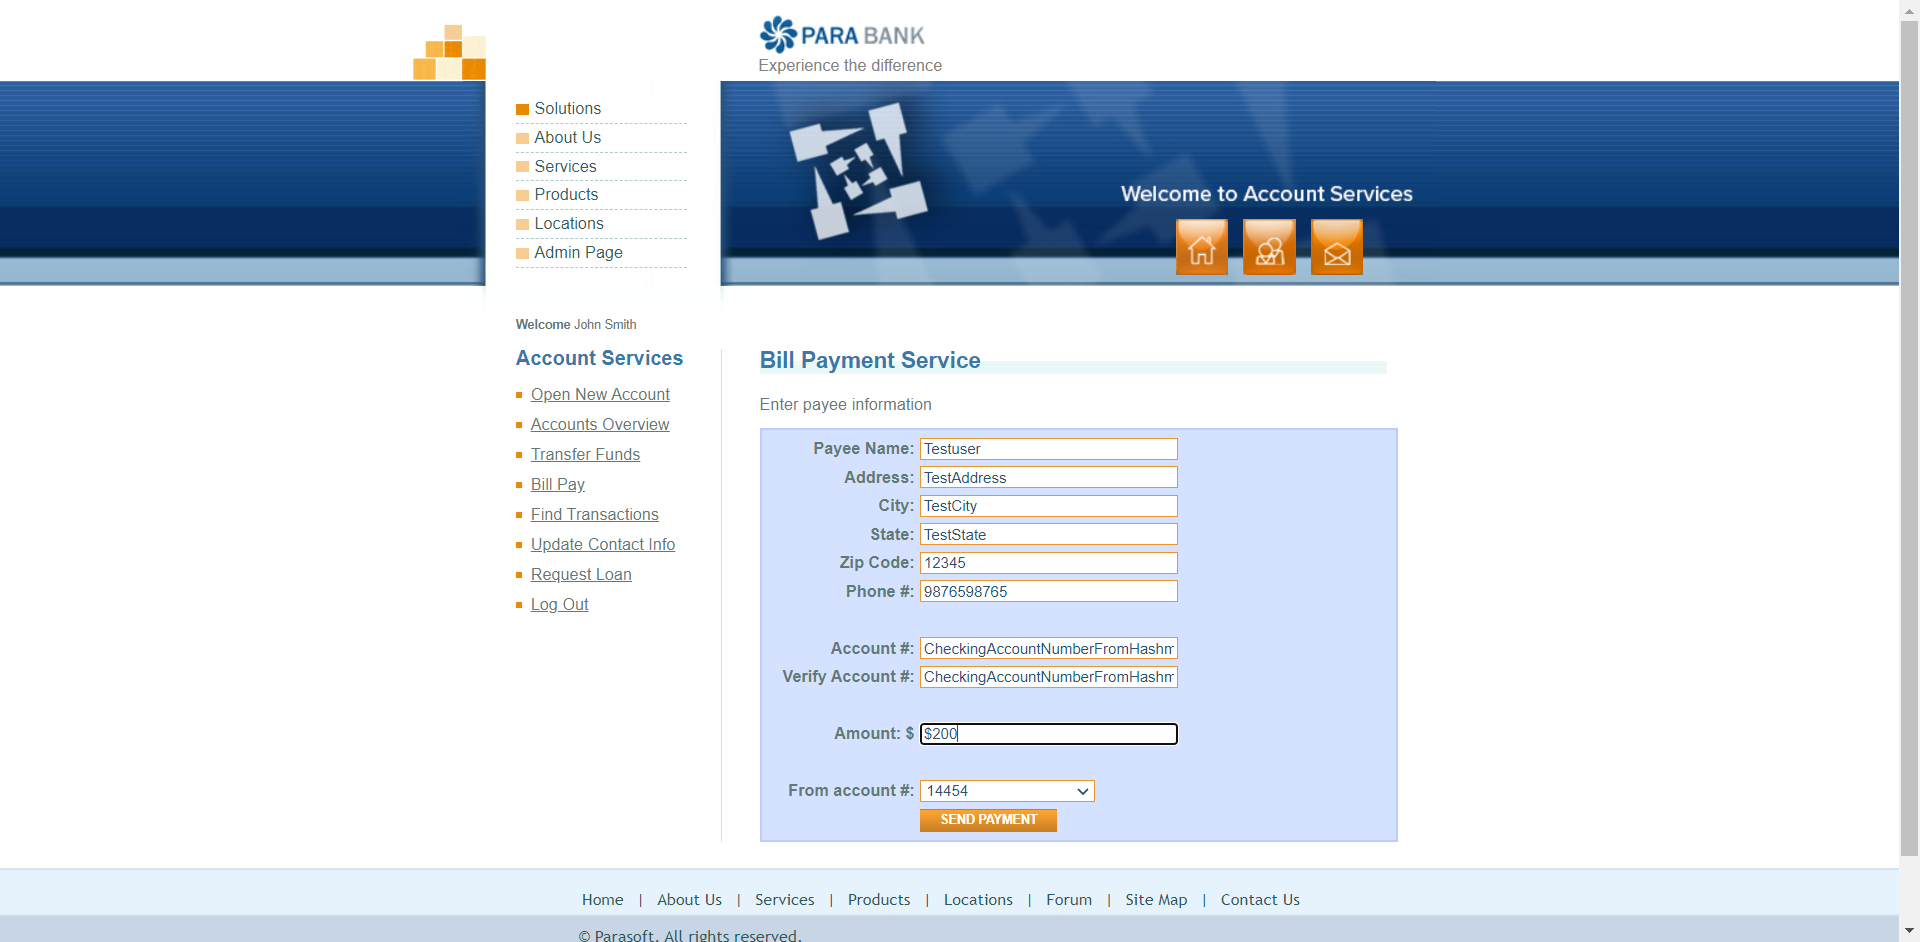 PARA BANK
Experience the difference
Solutions
About Us
Services
Products
Locations
Admin Page
Welcome to Account Services
Welcome John Smith
Account Services
Open New Account
Accounts Overview
Transfer Funds
Bill Pay
Find Transactions
Update Contact Info
Request Loan
Log Out
Bill Payment Service
Enter payee information
Payee Name: Testuser
Address: TestAddress
City: TestCity
State: TestState
Zip Code: 12345
Phone #: 9876598765
Account #: CheckingAccountNumberFromHashm
Verify Account #: CheckingAccountNumberFromHashm
Amount: $ $200
From account #: 14454
SEND PAYMENT
Home | About Us | Services | Products | Locations | Forum | Site Map | Contact Us
© Parasoft. All rights reserved.